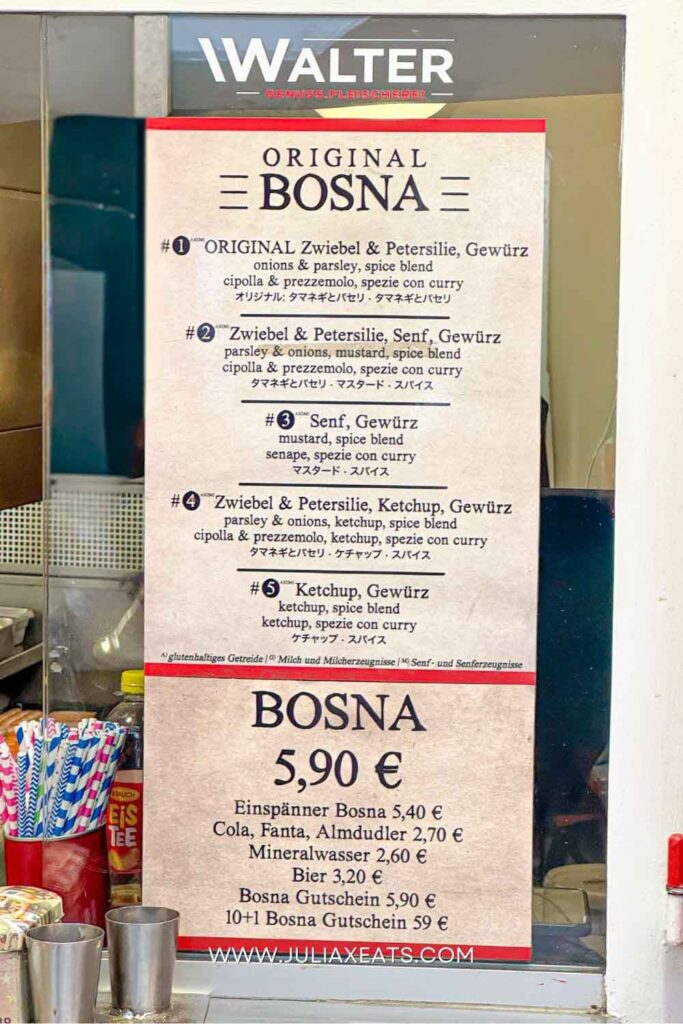 WALTER
GENUSS.FLEISCHEREI
ORIGINAL
BOSNA
#1 ORIGINAL Zwiebel & Petersilie, Gewürz
onions & parsley, spice blend
cipolla & prezzemolo, spezie con curry
オリジナル: タマネギとパセリ · タマネギとパセリ
#2 Zwiebel & Petersilie, Senf, Gewürz
parsley & onions, mustard, spice blend
cipolla & prezzemolo, spezie con curry
タマネギとパセリ · マスタード · スパイス
#3 Senf, Gewürz
mustard, spice blend
senape, spezie con curry
マスタード · スパイス
#4 Zwiebel & Petersilie, Ketchup, Gewürz
parsley & onions, ketchup, spice blend
cipolla & prezzemolo, ketchup, spezie con curry
タマネギとパセリ · ケチャップ · スパイス
#5 Ketchup, Gewürz
ketchup, spice blend
ketchup, spezie con curry
ケチャップ · スパイス
A) glutenhaltiges Getreide | G) Milch und Milcherzeugnisse | M) Senf- und Senferzeugnisse
BOSNA
5,90 €
Einspänner Bosna 5,40 €
Cola, Fanta, Almdudler 2,70 €
Mineralwasser 2,60 €
Bier 3,20 €
Bosna Gutschein 5,90 €
10+1 Bosna Gutschein 59 €
RAUCH
EiS
TEE
WWW.JULIAXEATS.COM